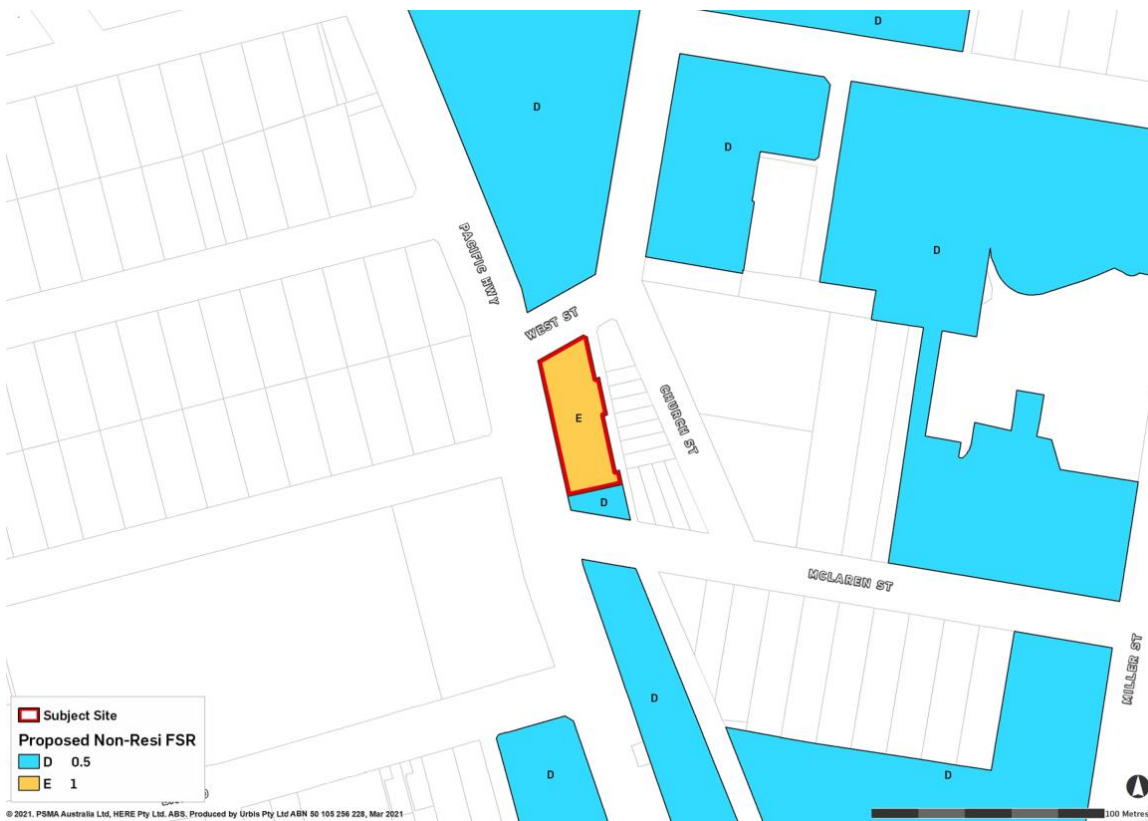 D
D
D
D
PACIFIC HWY
WEST ST
CHURCH ST
E
D
MCLAREN ST
MILLER ST
D
D
D
Subject Site
Proposed Non-Resi FSR
D 0.5
E 1
© 2021. PSMA Australia Ltd, HERE Pty Ltd. ABS. Produced by Urbis Pty Ltd ABN 50 105 256 228, Mar 2021
100 Metres